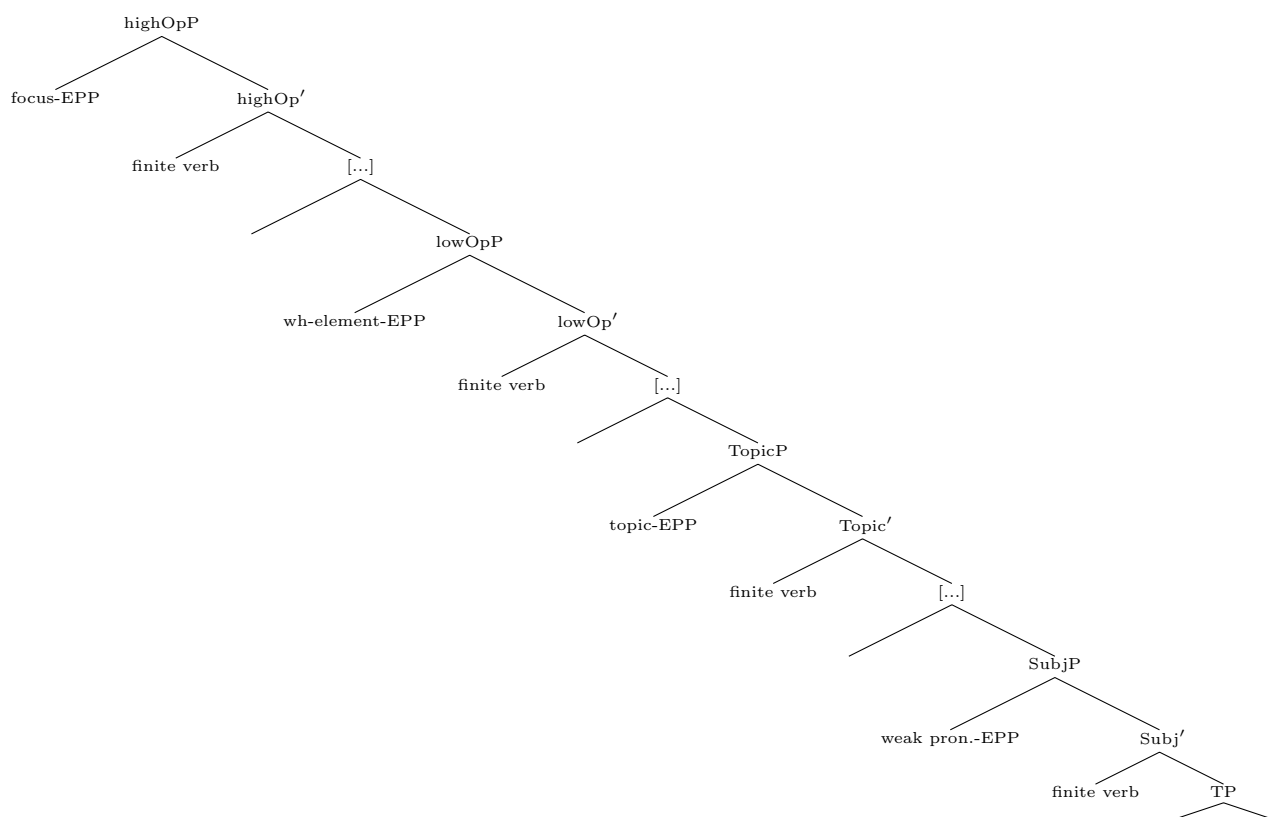 highOpP
focus-EPP
highOp′
finite verb
[...]
lowOpP
wh-element-EPP
lowOp′
finite verb
[...]
TopicP
topic-EPP
Topic′
finite verb
[...]
SubjP
weak pron.-EPP
Subj′
finite verb
TP